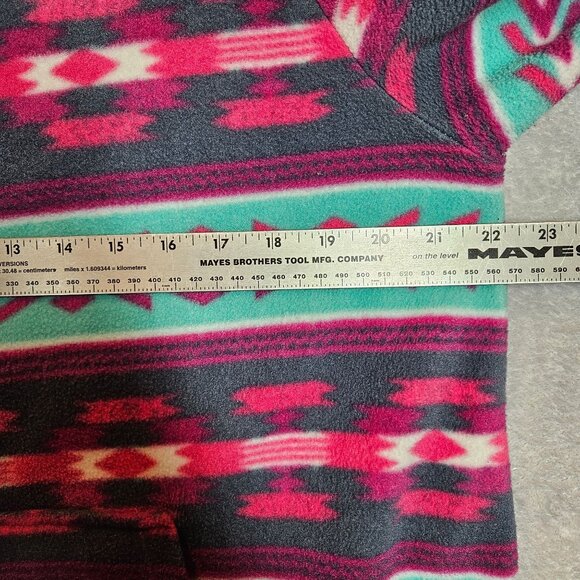 13 14 15 16 17 18 19 20 21 22 23
VERSIONS
30.48 = centimeters miles x 1.609344 = kilometers MAYES BROTHERS TOOL MFG. COMPANY on the level MAYES
330 340 350 360 370 380 390 400 410 420 430 440 450 460 470 480 490 500 510 520 530 540 550 560 570 580